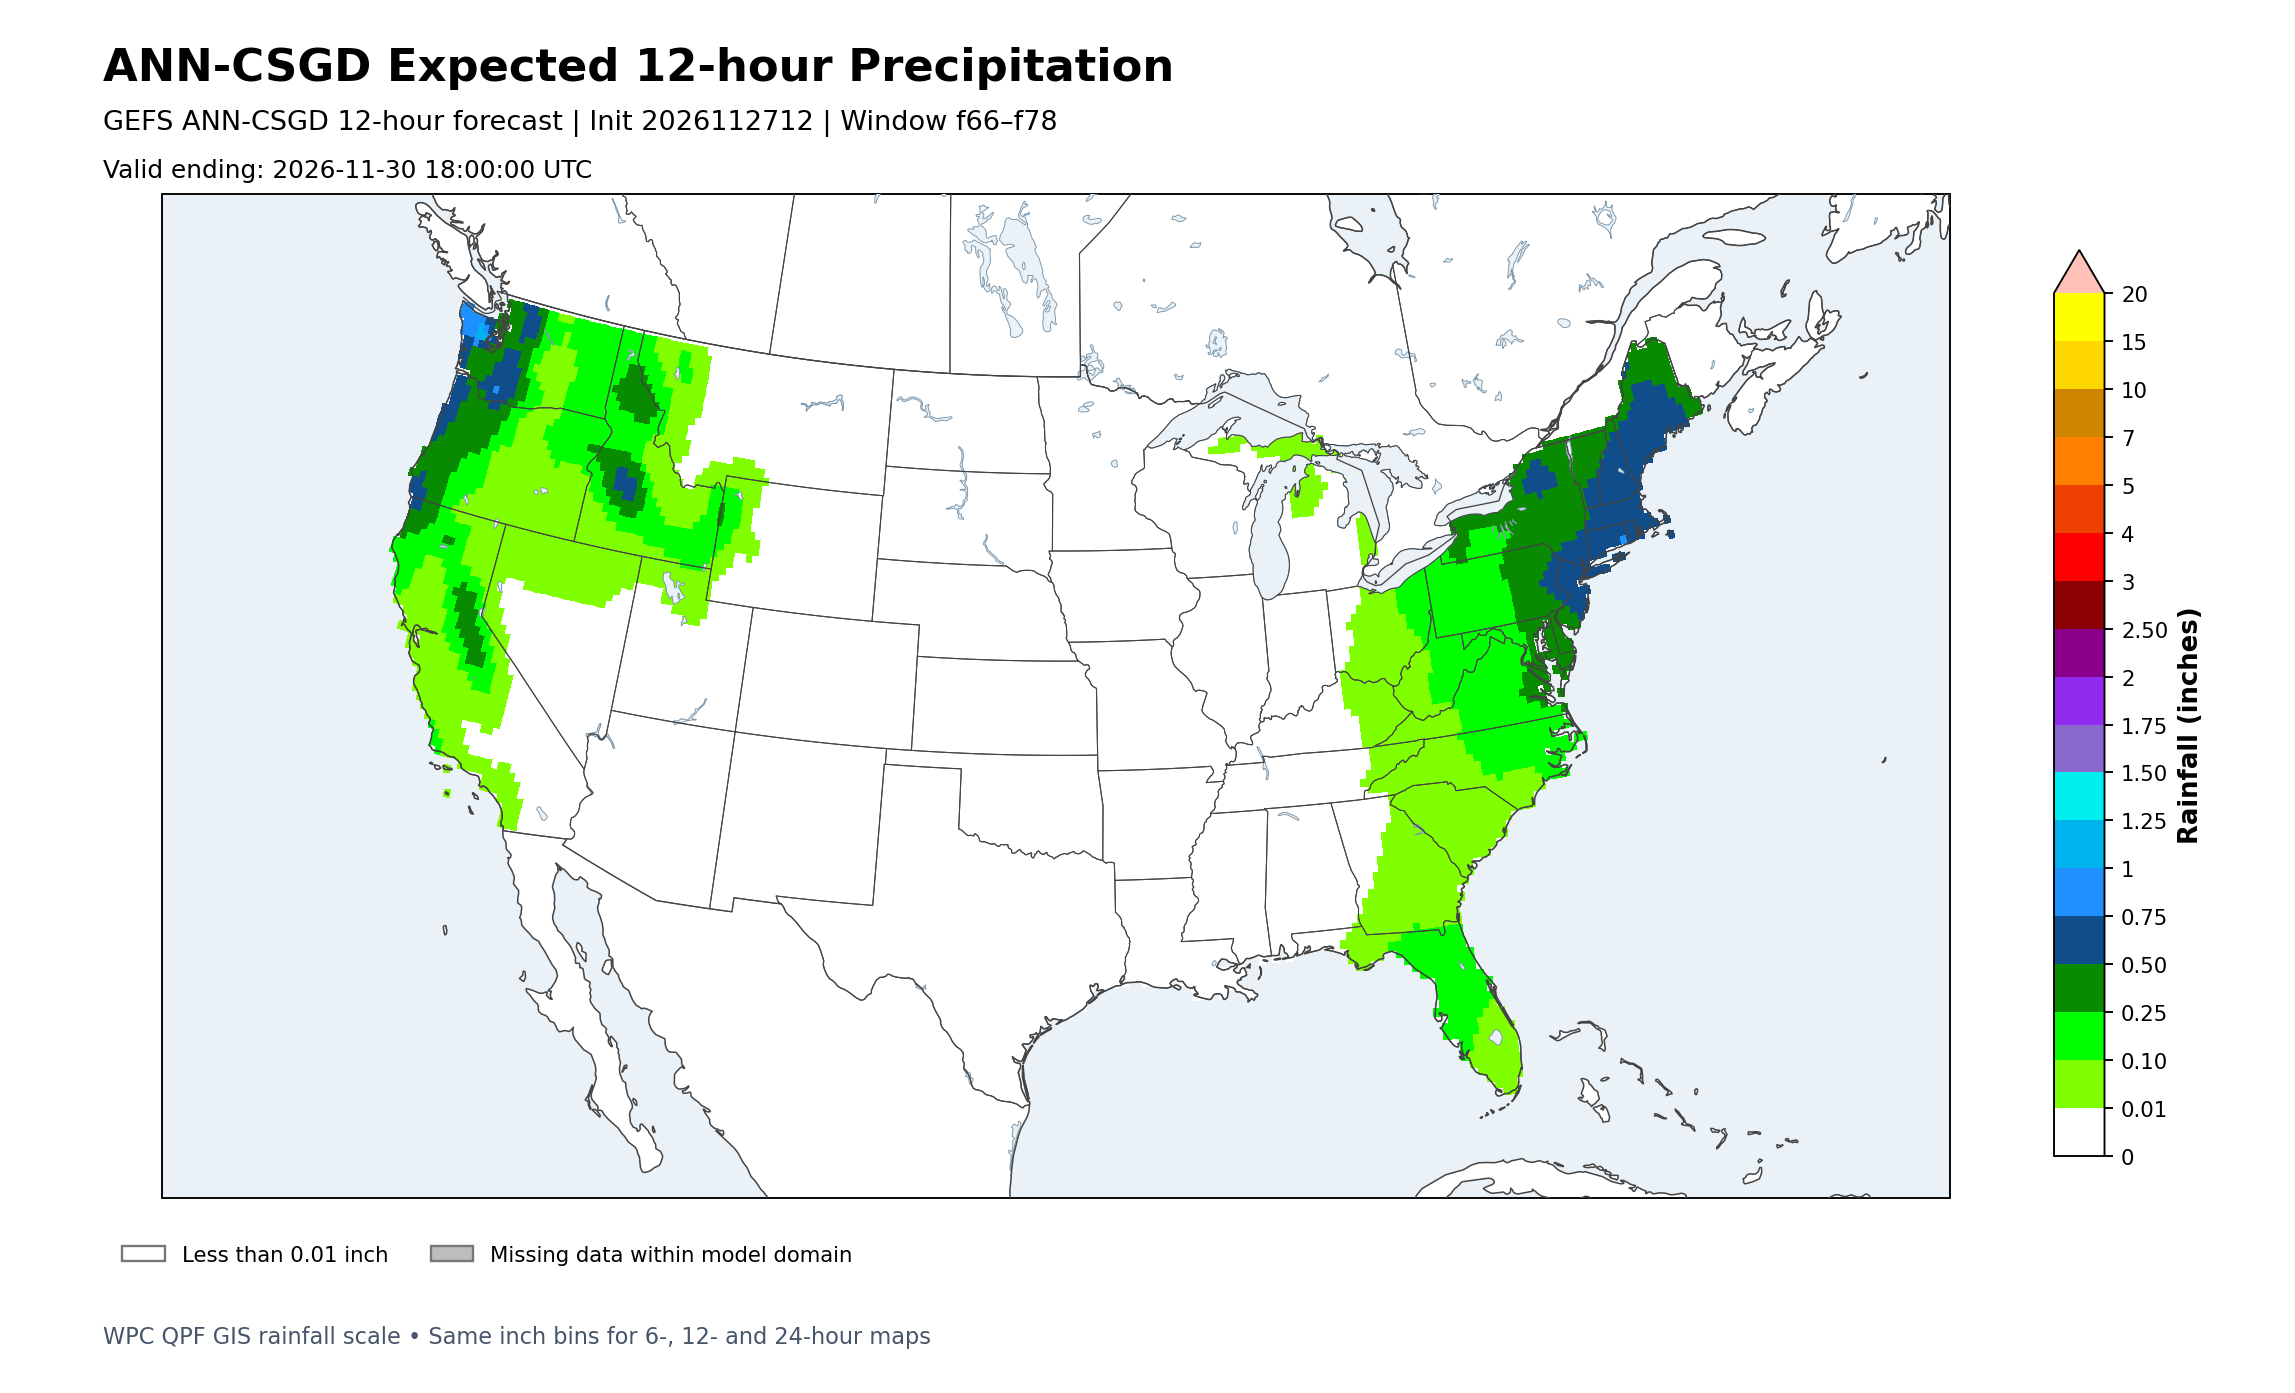 ANN-CSGD Expected 12-hour Precipitation
GEFS ANN-CSGD 12-hour forecast | Init 2026112712 | Window f66–f78
Valid ending: 2026-11-30 18:00:00 UTC
20
15
10
7
5
4
3
2.50
2
1.75
1.50
1.25
1
0.75
0.50
0.25
0.10
0.01
0
Rainfall (inches)
Less than 0.01 inch
Missing data within model domain
WPC QPF GIS rainfall scale • Same inch bins for 6-, 12- and 24-hour maps